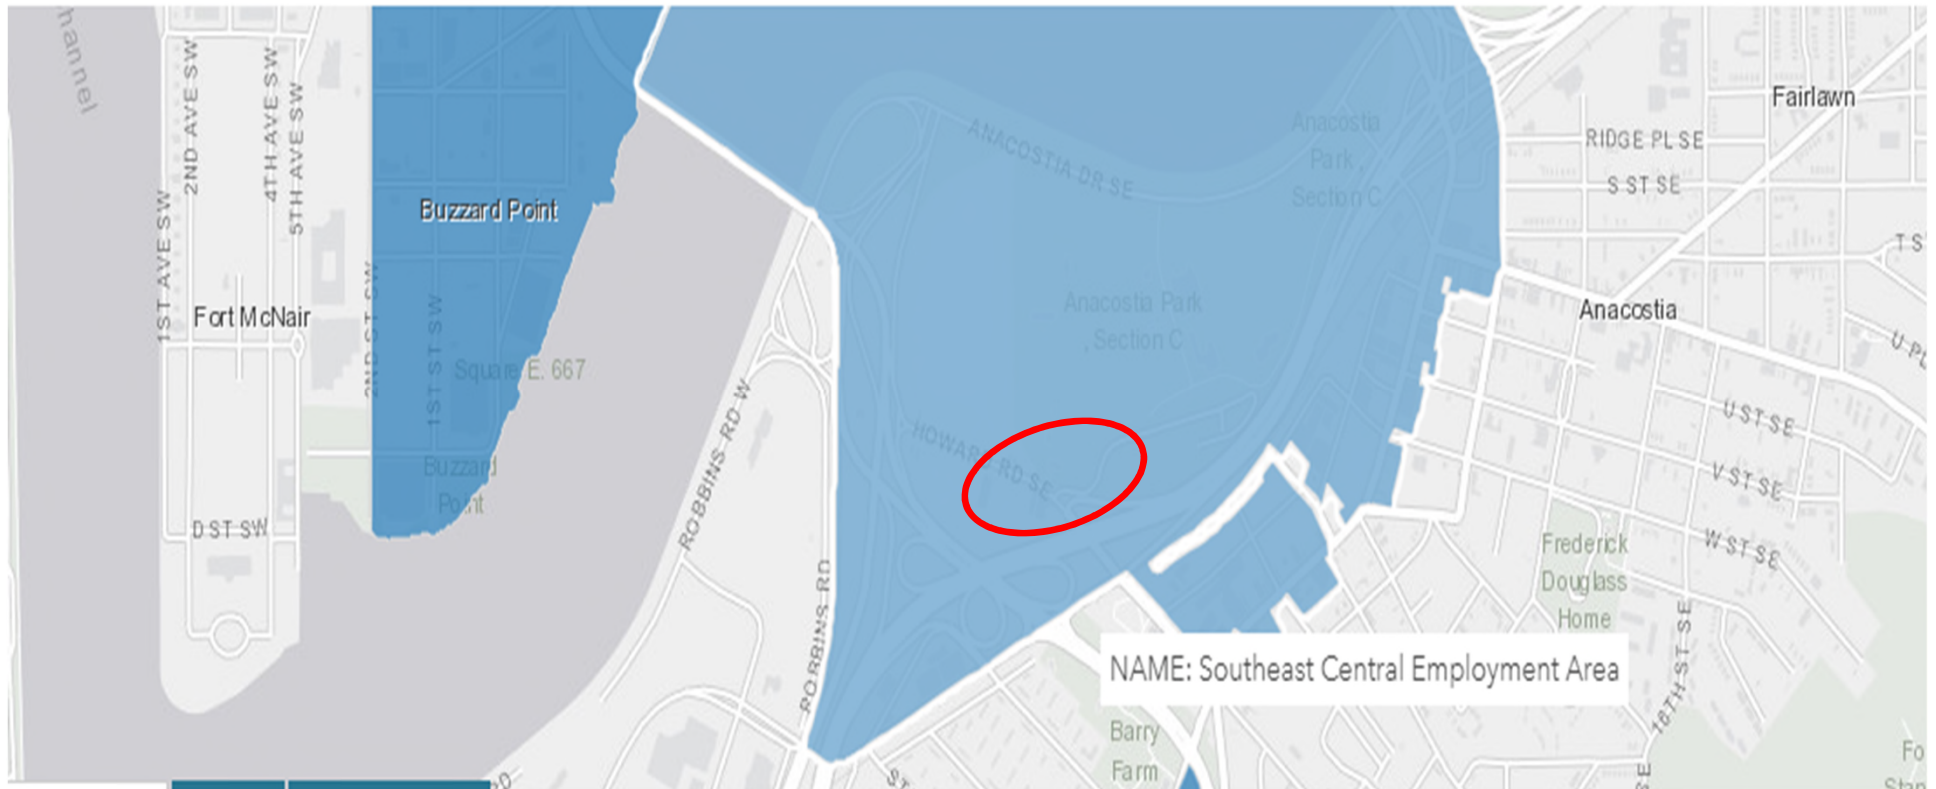 hannel
1ST AVE SW
2ND AVE SW
4TH AVE SW
5TH AVE SW
Fort McNair
D ST SW
2ND ST SW
1ST ST SW
Buzzard Point
Square E. 667
Buzzard
Point
ROBBINS RD W
ROBBINS RD
ANACOSTIA DR SE
Anacostia
Park ,
Section C
Anacostia Park
, Section C
HOWARD RD SE
Fairlawn
RIDGE PL SE
S ST SE
T S
Anacostia
U PL
U ST SE
V ST SE
W ST SE
Frederick
Douglass
Home
NAME: Southeast Central Employment Area
Barry
Farm
ST
SE
Fo
Stan